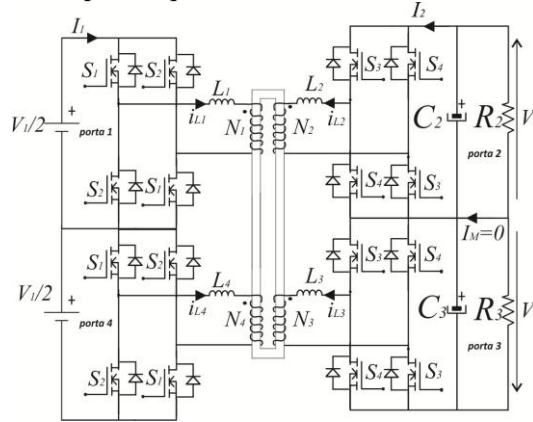 I1
I2
S1
S2
S3
S4
L1
L2
V1/2
porta 1
iL1
N1
N2
iL2
C2
R2
V
porta 2
S2
S1
S4
S3
IM=0
S1
S2
S3
S4
L4
L3
V1/2
porta 4
iL4
N4
N3
iL3
C3
R3
V
porta 3
S2
S1
S4
S3